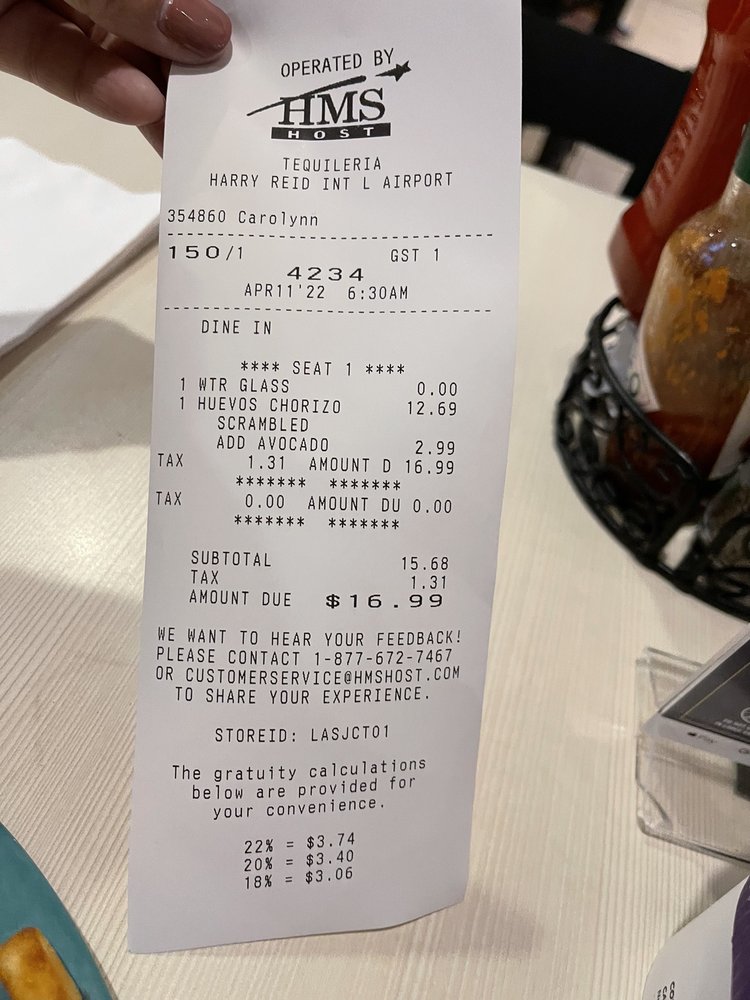 OPERATED BY
HMS
HOST
TEQUILERIA
HARRY REID INT L AIRPORT
354860 Carolynn
150/1 GST 1
4234
APR11'22 6:30AM
DINE IN
**** SEAT 1 ****
1 WTR GLASS 0.00
1 HUEVOS CHORIZO 12.69
SCRAMBLED
ADD AVOCADO 2.99
TAX 1.31 AMOUNT D 16.99
******* *******
TAX 0.00 AMOUNT DU 0.00
******* *******
SUBTOTAL 15.68
TAX 1.31
AMOUNT DUE $16.99
WE WANT TO HEAR YOUR FEEDBACK!
PLEASE CONTACT 1-877-672-7467
OR CUSTOMERSERVICE@HMSHOST.COM
TO SHARE YOUR EXPERIENCE.
STOREID: LASJCT01
The gratuity calculations
below are provided for
your convenience.
22% = $3.74
20% = $3.40
18% = $3.06